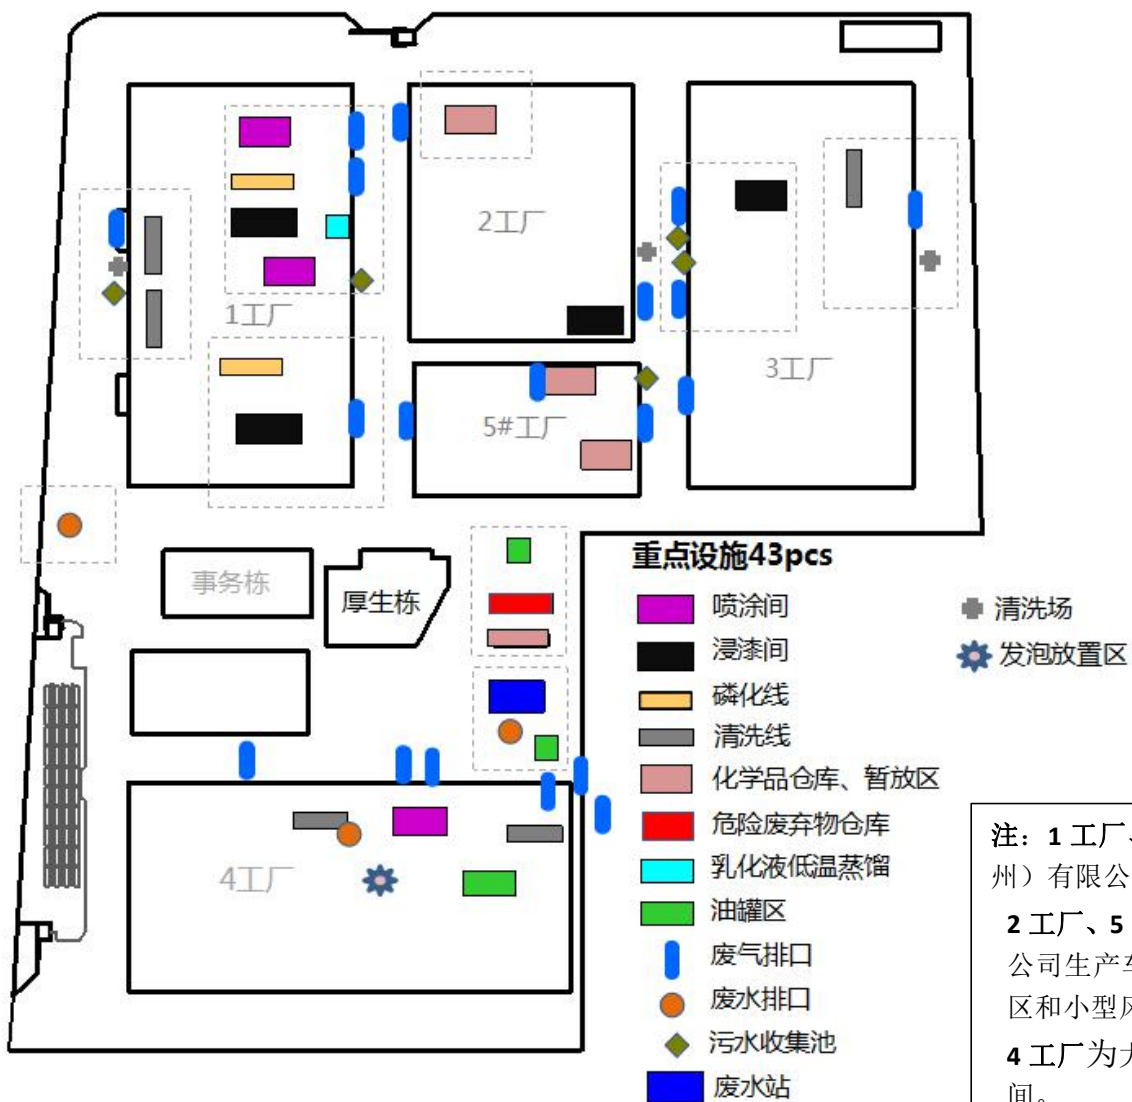 2工厂
1工厂
3工厂
5#工厂
事务栋
厚生栋
4工厂
重点设施43pcs
喷涂间
浸漆间
磷化线
清洗线
化学品仓库、暂放区
危险废弃物仓库
乳化液低温蒸馏
油罐区
废气排口
废水排口
污水收集池
废水站
清洗场
发泡放置区
注：1 工厂、
州）有限公
2 工厂、5
公司生产车
区和小型
4 工厂为
间。